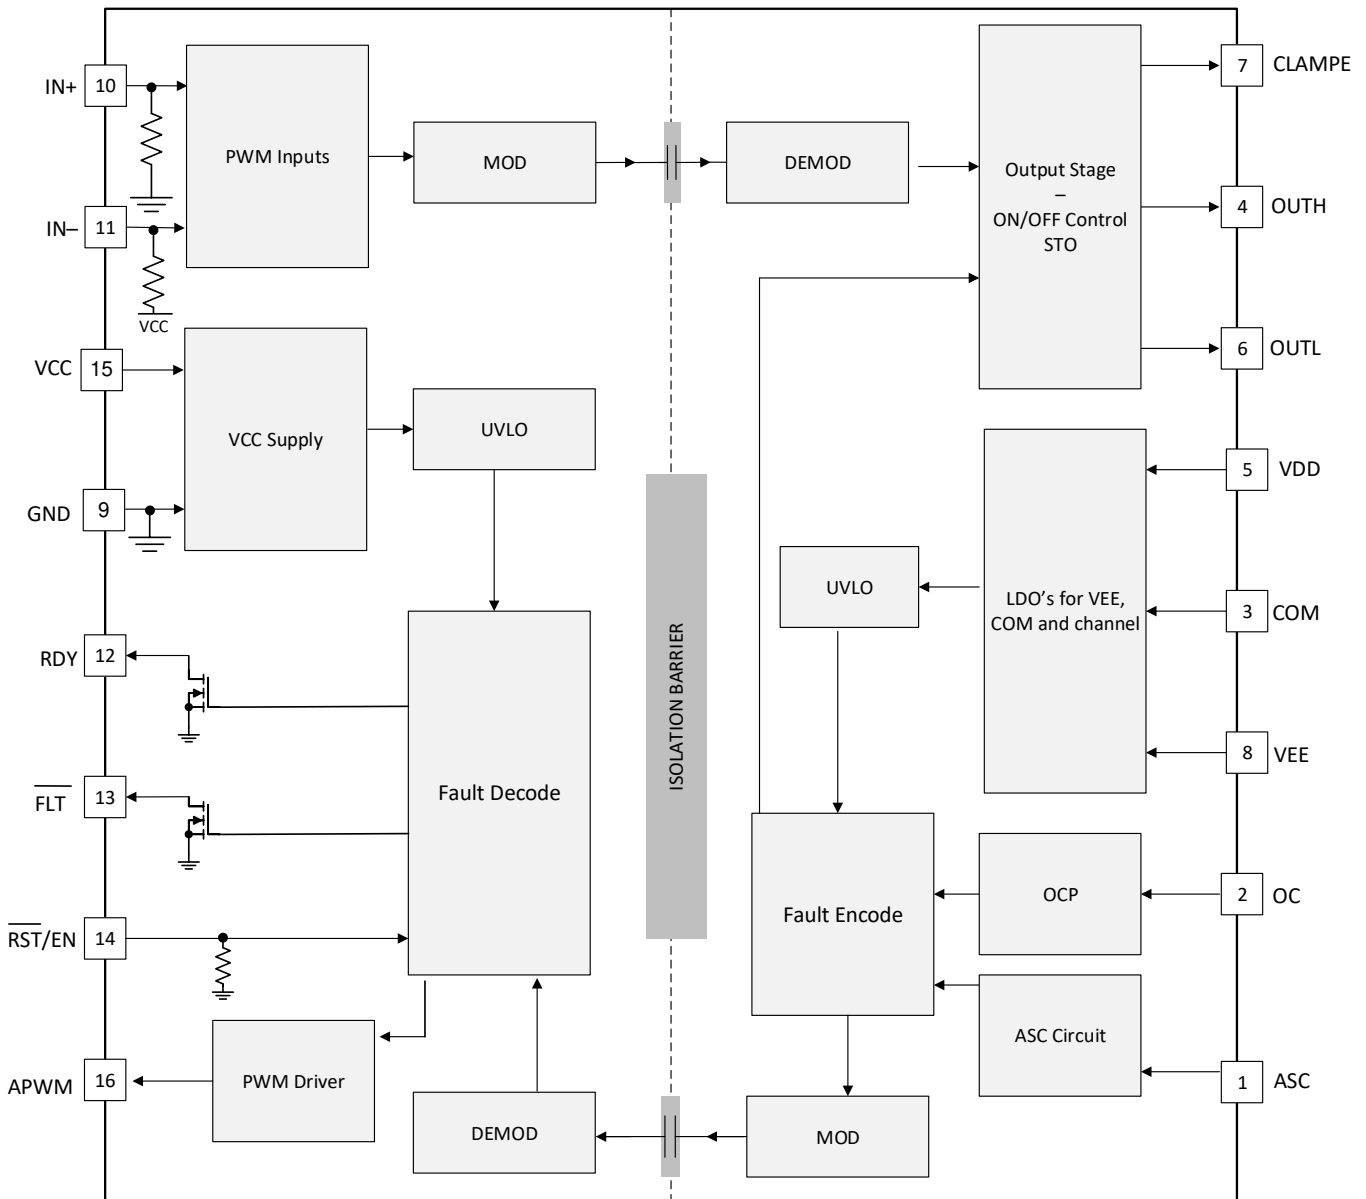 IN+
10
IN–
11
VCC
PWM Inputs
MOD
DEMOD
Output Stage
–
ON/OFF Control
STO
7
CLAMPE
4
OUTH
6
OUTL
VCC
15
GND
9
VCC Supply
UVLO
ISOLATION BARRIER
UVLO
LDO's for VEE,
COM and channel
5
VDD
3
COM
8
VEE
RDY
12
FLT
13
RST/EN
14
APWM
16
Fault Decode
PWM Driver
DEMOD
Fault Encode
OCP
2
OC
ASC Circuit
1
ASC
MOD